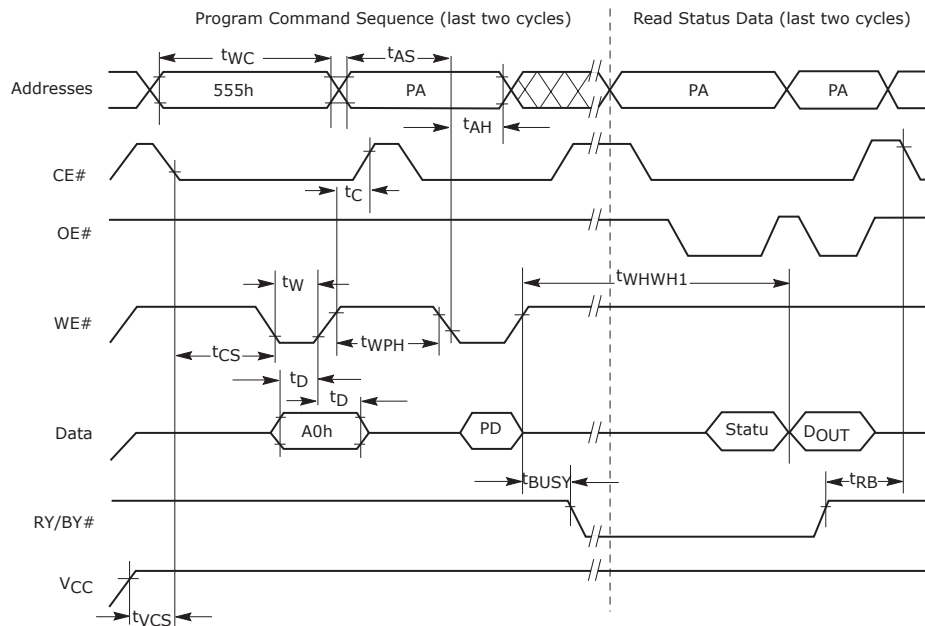 Program Command Sequence (last two cycles) Read Status Data (last two cycles)
tWC tAS
Addresses 555h PA PA PA
tAH
CE#
tC
OE#
tW tWHWH1
WE#
tCS tWPH
tD
tD
Data A0h PD Statu DOUT
tBUSY tRB
RY/BY#
VCC
tVCS